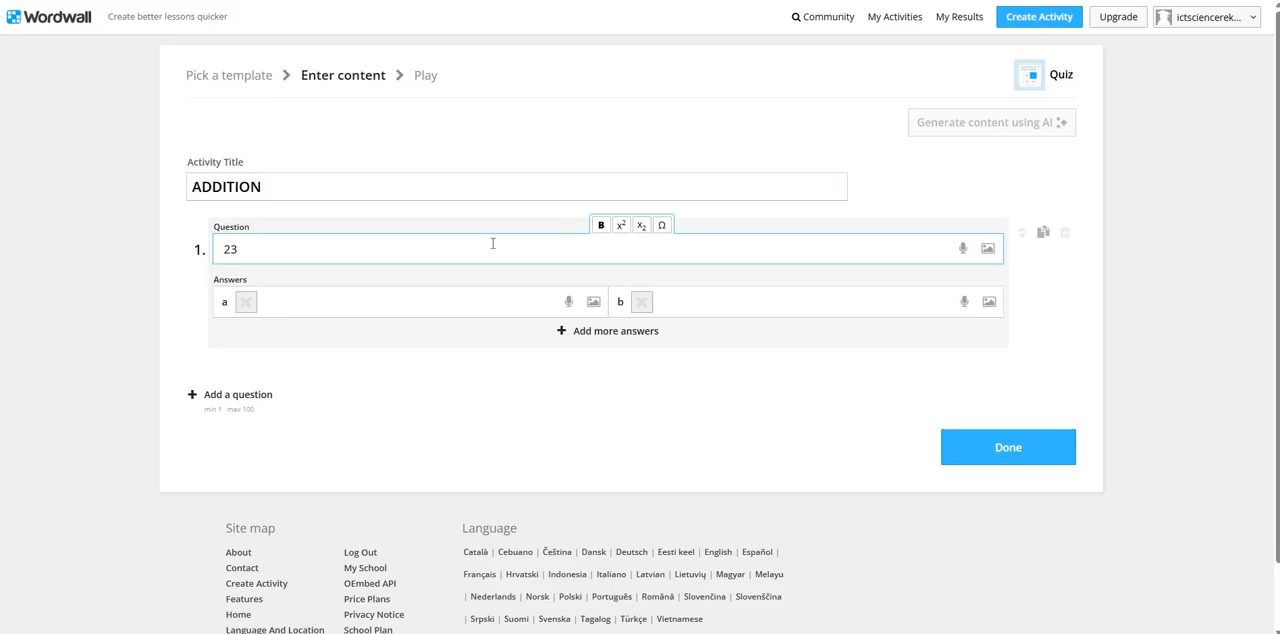 Wordwall Create better lessons quicker Community My Activities My Results Create Activity Upgrade ictsciencerek...
Pick a template Enter content Play Quiz
Generate content using AI
Activity Title
ADDITION
Question B x² x₂ Ω
1. 23
Answers
a b
+ Add more answers
+ Add a question
min 1 max 100
Done
Site map
About
Contact
Create Activity
Features
Home
Language And Location
Log Out
My School
OEmbed API
Price Plans
Privacy Notice
School Plan
Language
Català | Cebuano | Čeština | Dansk | Deutsch | Eesti keel | English | Español |
Français | Hrvatski | Indonesia | Italiano | Latvian | Lietuvių | Magyar | Melayu
| Nederlands | Norsk | Polski | Português | Română | Slovenčina | Slovenščina
| Srpski | Suomi | Svenska | Tagalog | Türkçe | Vietnamese